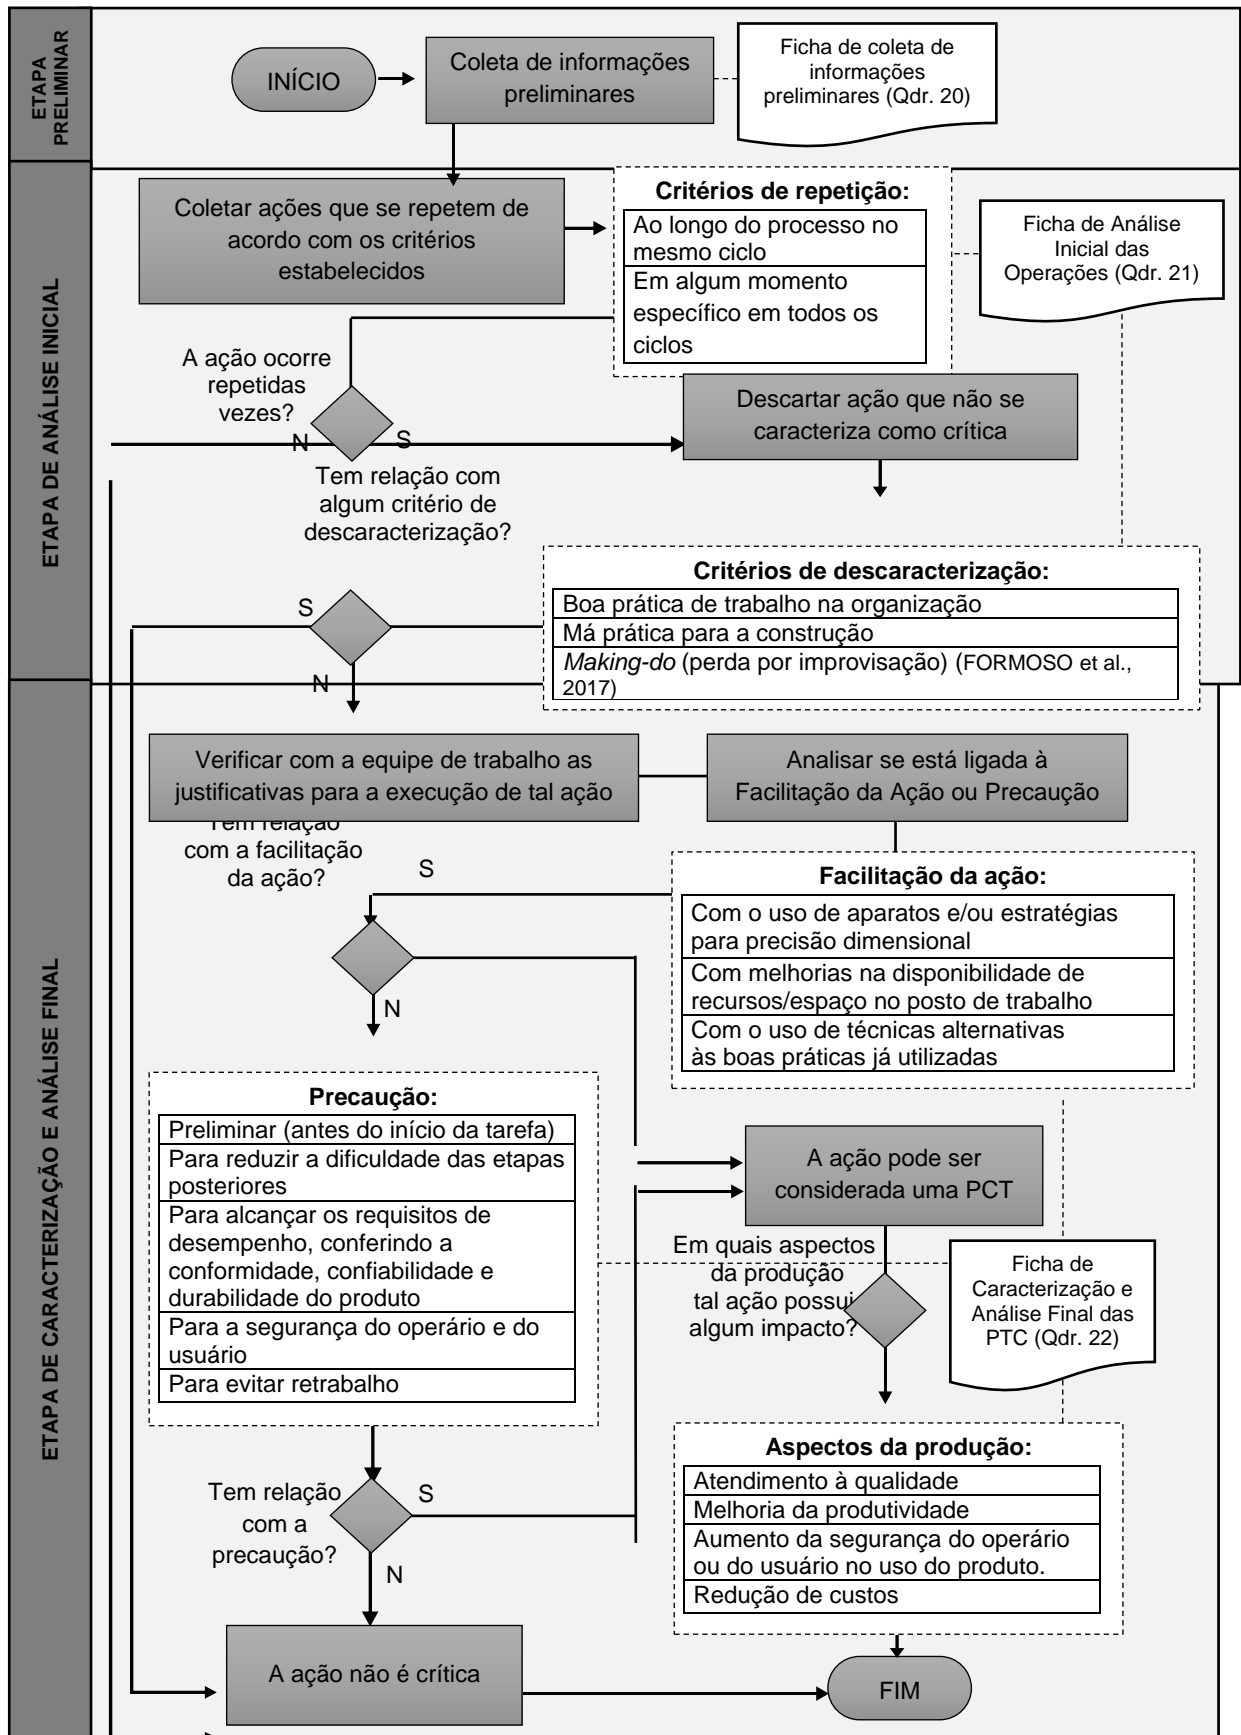 ETAPA
PRELIMINAR
INÍCIO
Coleta de informações
preliminares
Ficha de coleta de
informações
preliminares (Qdr. 20)
ETAPA DE ANÁLISE INICIAL
Coletar ações que se repetem de
acordo com os critérios
estabelecidos
Critérios de repetição:
Ao longo do processo no
mesmo ciclo
Em algum momento
específico em todos os
ciclos
Ficha de Análise
Inicial das
Operações (Qdr. 21)
A ação ocorre
repetidas
vezes?
N
S
Descartar ação que não se
caracteriza como crítica
Tem relação com
algum critério de
descaracterização?
Critérios de descaracterização:
Boa prática de trabalho na organização
Má prática para a construção
Making-do (perda por improvisação) (FORMOSO et al.,
2017)
S
N
ETAPA DE CARACTERIZAÇÃO E ANÁLISE FINAL
Verificar com a equipe de trabalho as
justificativas para a execução de tal ação
Analisar se está ligada à
Facilitação da Ação ou Precaução
Tem relação
com a facilitação
da ação?
S
N
Facilitação da ação:
Com o uso de aparatos e/ou estratégias
para precisão dimensional
Com melhorias na disponibilidade de
recursos/espaço no posto de trabalho
Com o uso de técnicas alternativas
às boas práticas já utilizadas
Precaução:
Preliminar (antes do início da tarefa)
Para reduzir a dificuldade das etapas
posteriores
Para alcançar os requisitos de
desempenho, conferindo a
conformidade, confiabilidade e
durabilidade do produto
Para a segurança do operário e do
usuário
Para evitar retrabalho
A ação pode ser
considerada uma PCT
Em quais aspectos
da produção
tal ação possui
algum impacto?
Ficha de
Caracterização e
Análise Final das
PTC (Qdr. 22)
Aspectos da produção:
Atendimento à qualidade
Melhoria da produtividade
Aumento da segurança do operário
ou do usuário no uso do produto.
Redução de custos
Tem relação
com a
precaução?
S
N
A ação não é crítica
FIM